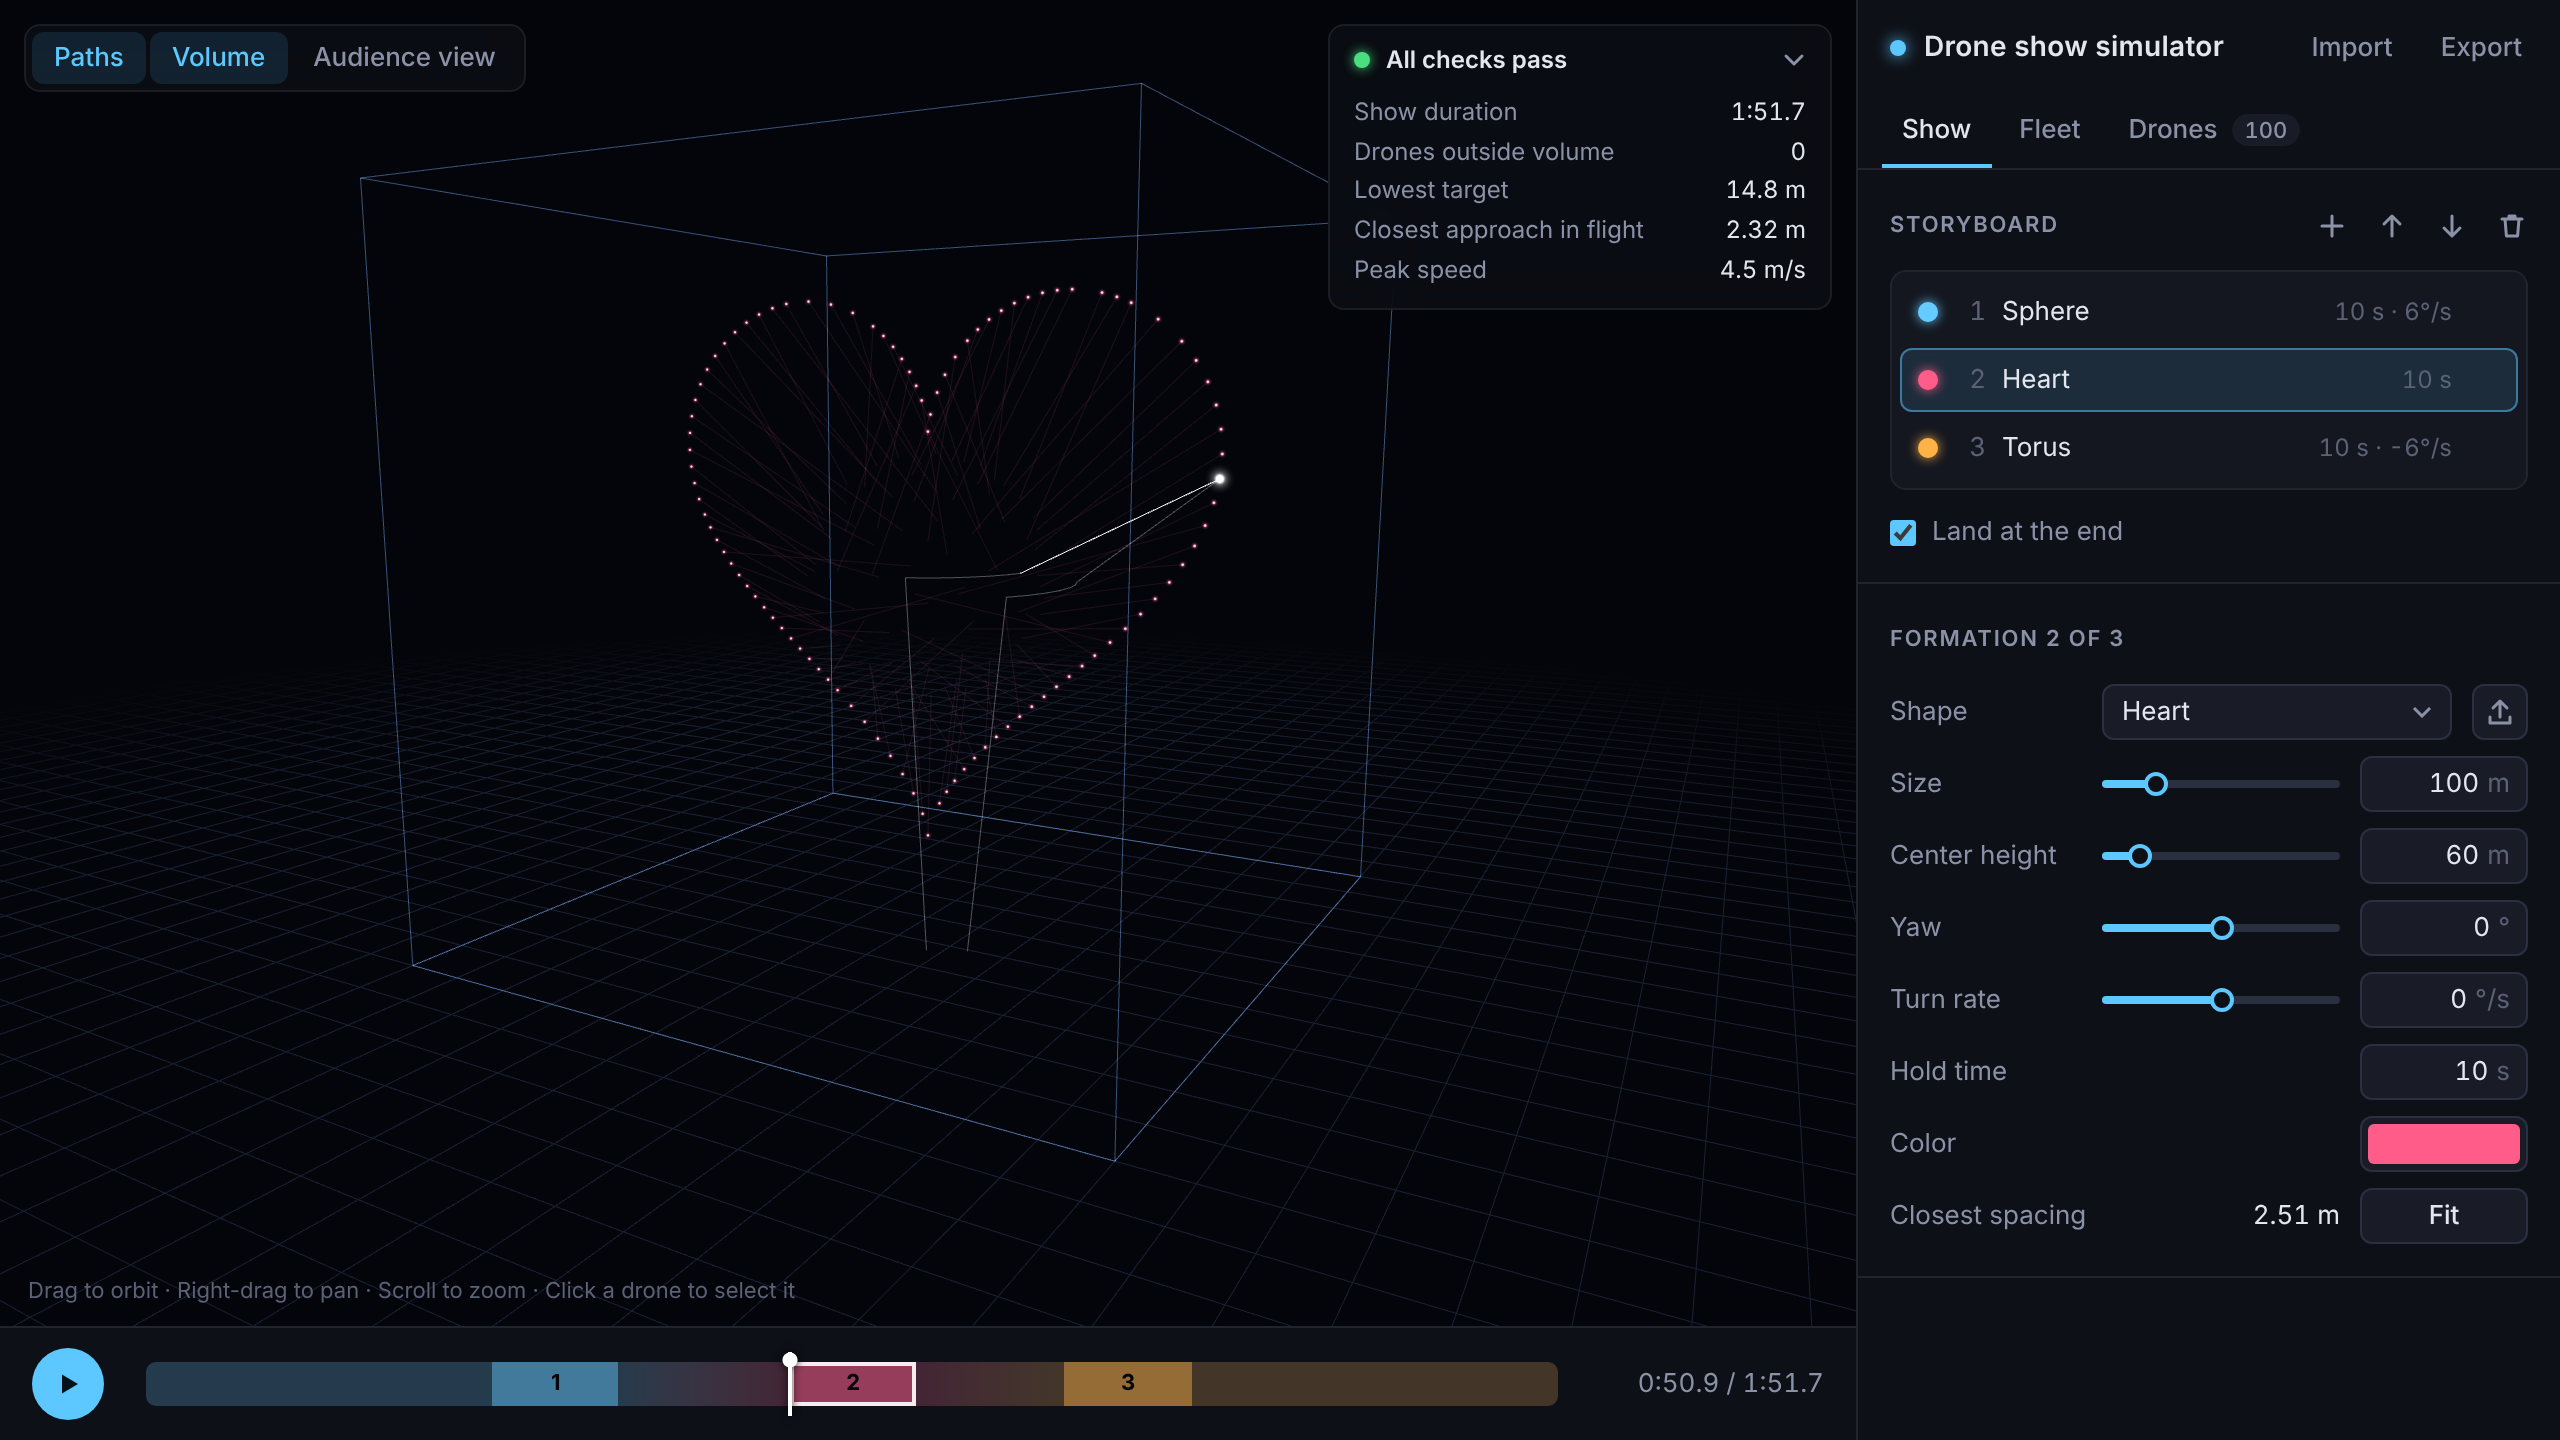 Paths Volume Audience view
All checks pass
Show duration 1:51.7
Drones outside volume 0
Lowest target 14.8 m
Closest approach in flight 2.32 m
Peak speed 4.5 m/s
Drag to orbit · Right-drag to pan · Scroll to zoom · Click a drone to select it
1 2 3 0:50.9 / 1:51.7
Drone show simulator Import Export
Show Fleet Drones 100
STORYBOARD
1 Sphere 10 s · 6°/s
2 Heart 10 s
3 Torus 10 s · -6°/s
Land at the end
FORMATION 2 OF 3
Shape Heart
Size 100 m
Center height 60 m
Yaw 0 °
Turn rate 0 °/s
Hold time 10 s
Color
Closest spacing 2.51 m Fit